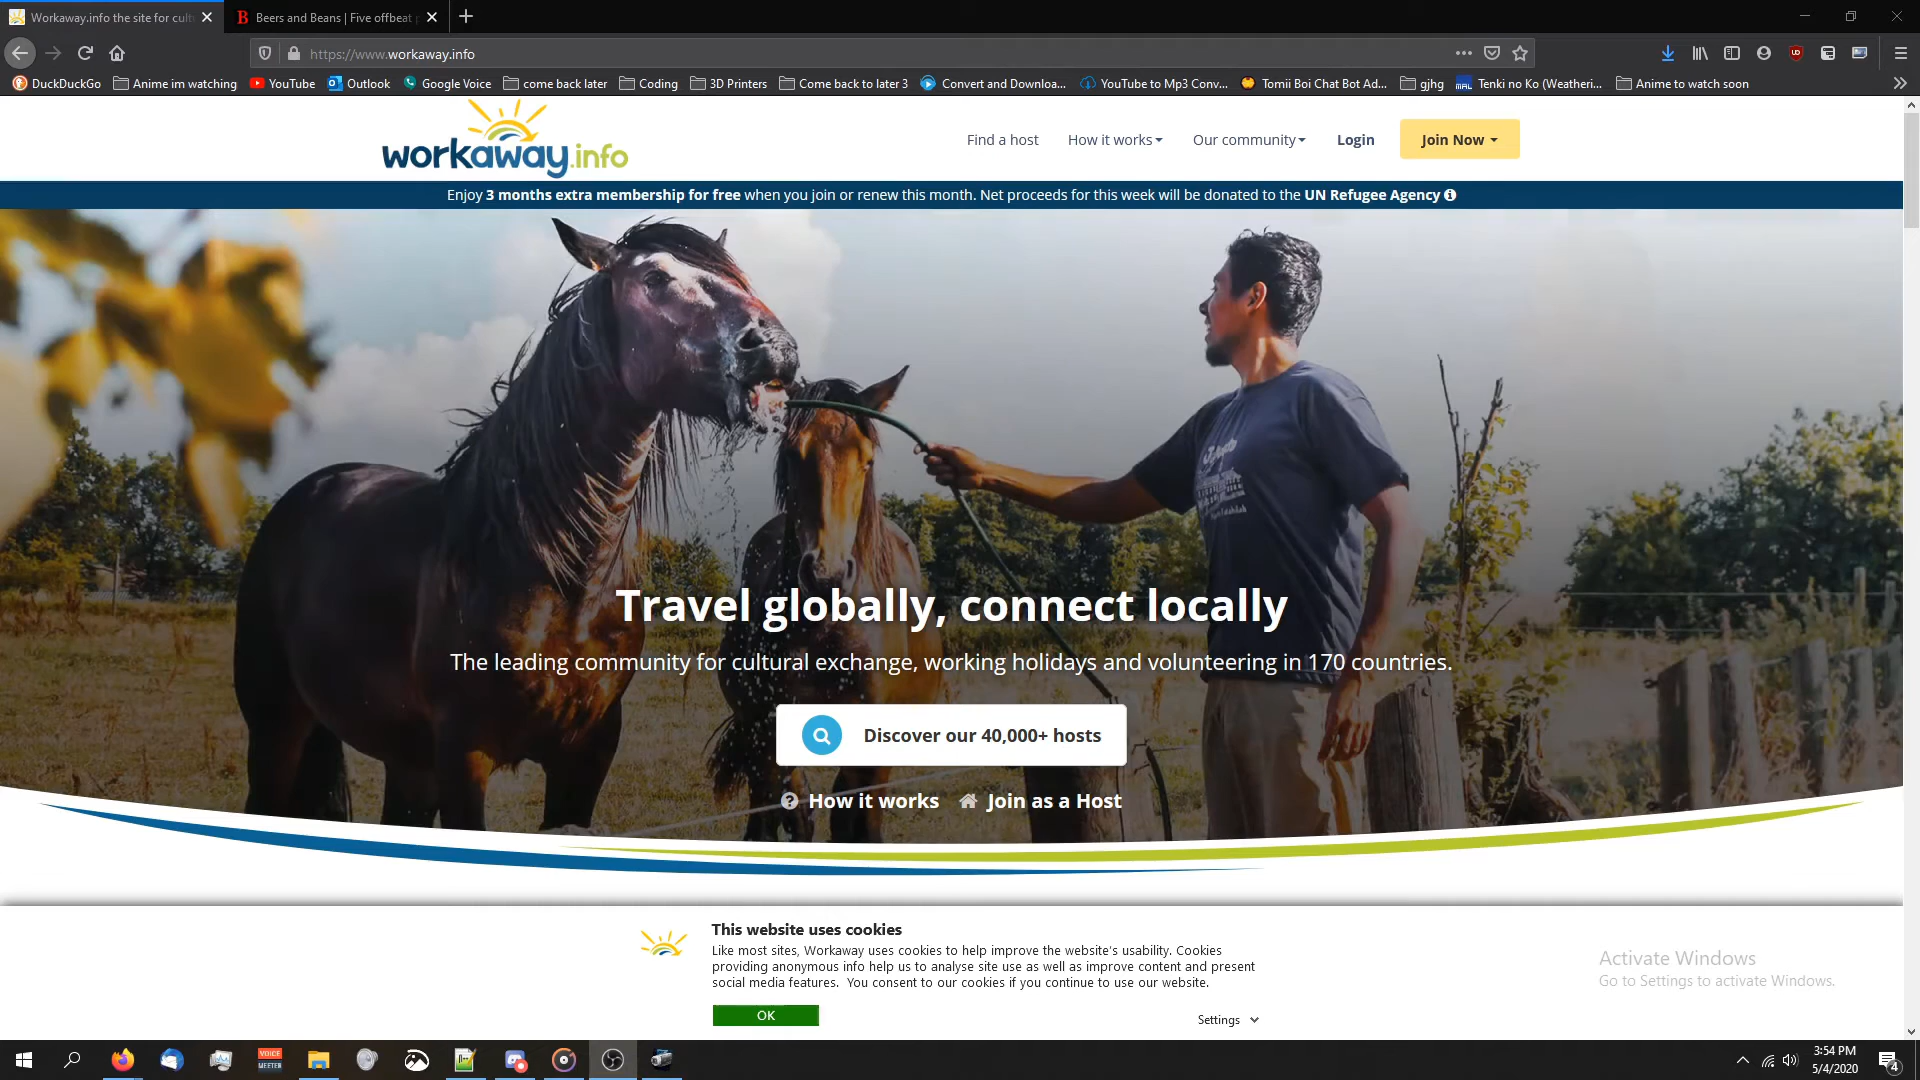 Workaway.info the site for cult
Beers and Beans | Five offbeat p
https://www.workaway.info
DuckDuckGo
Anime im watching
YouTube
Outlook
Google Voice
come back later
Coding
3D Printers
Come back to later 3
Convert and Downloa...
YouTube to Mp3 Conv...
Tomii Boi Chat Bot Ad...
gjhg
Tenki no Ko (Weatheri...
Anime to watch soon
workaway.info
Find a host
How it works
Our community
Login
Join Now
Enjoy 3 months extra membership for free when you join or renew this month. Net proceeds for this week will be donated to the UN Refugee Agency
Travel globally, connect locally
The leading community for cultural exchange, working holidays and volunteering in 170 countries.
Discover our 40,000+ hosts
How it works
Join as a Host
This website uses cookies
Like most sites, Workaway uses cookies to help improve the website's usability. Cookies
providing anonymous info help us to analyse site use as well as improve content and present
social media features.  You consent to our cookies if you continue to use our website.
OK
Settings
Activate Windows
Go to Settings to activate Windows.
VOICE
MEETER
3:54 PM
5/4/2020
4